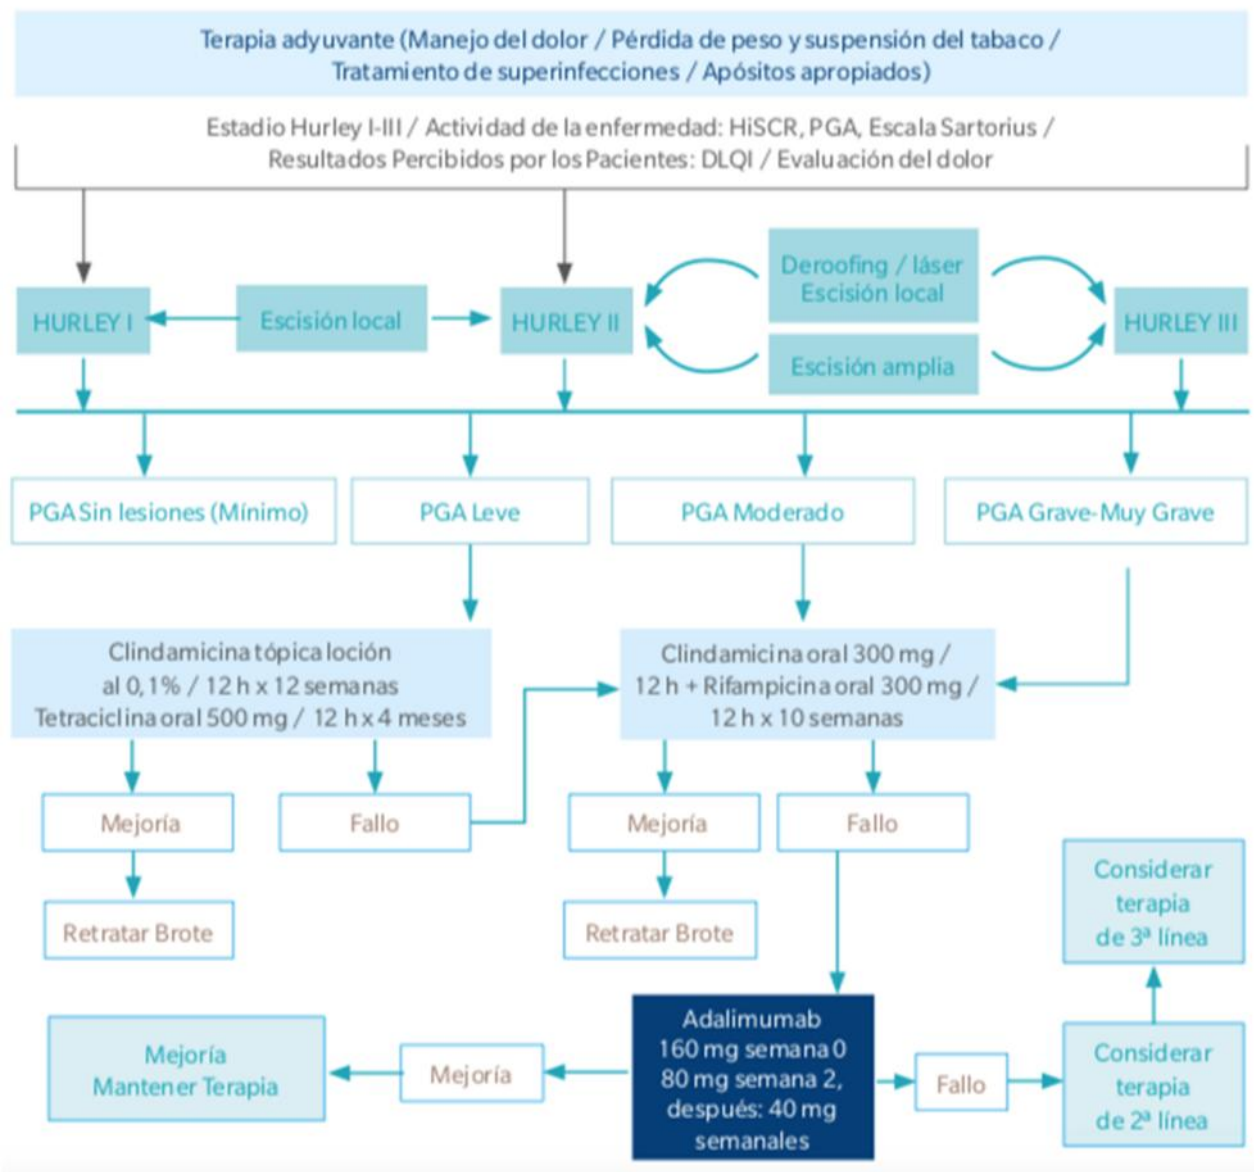 Terapia adyuvante (Manejo del dolor / Pérdida de peso y suspensión del tabaco /
Tratamiento de superinfecciones / Apósitos apropiados)
Estadio Hurley I-III / Actividad de la enfermedad: HiSCR, PGA, Escala Sartorius /
Resultados Percibidos por los Pacientes: DLQI / Evaluación del dolor
HURLEY I
Escisión local
HURLEY II
Deroofing / láser
Escisión local
Escisión amplia
HURLEY III
PGA Sin lesiones (Mínimo)
PGA Leve
PGA Moderado
PGA Grave-Muy Grave
Clindamicina tópica loción
al 0,1% / 12 h x 12 semanas
Tetraciclina oral 500 mg / 12 h x 4 meses
Clindamicina oral 300 mg /
12 h + Rifampicina oral 300 mg /
12 h x 10 semanas
Mejoría
Fallo
Mejoría
Fallo
Retratar Brote
Retratar Brote
Considerar
terapia
de 3ª línea
Mejoría
Mantener Terapia
Mejoría
Adalimumab
160 mg semana 0
80 mg semana 2,
después: 40 mg
semanales
Fallo
Considerar
terapia
de 2ª línea